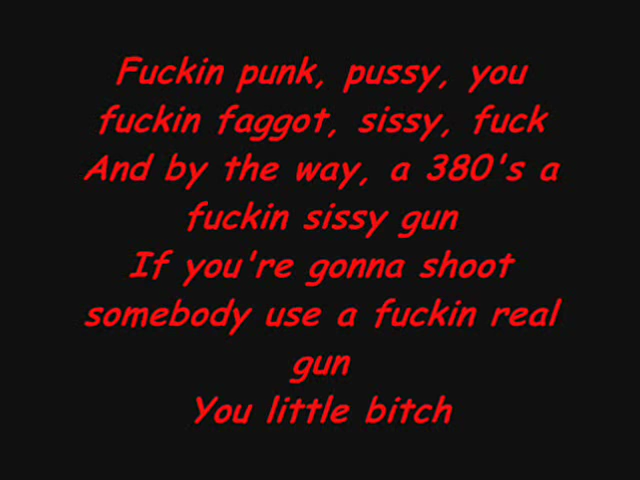 Fuckin punk, pussy, you
fuckin faggot, sissy, fuck
And by the way, a 380's a
fuckin sissy gun
If you're gonna shoot
somebody use a fuckin real
gun
You little bitch